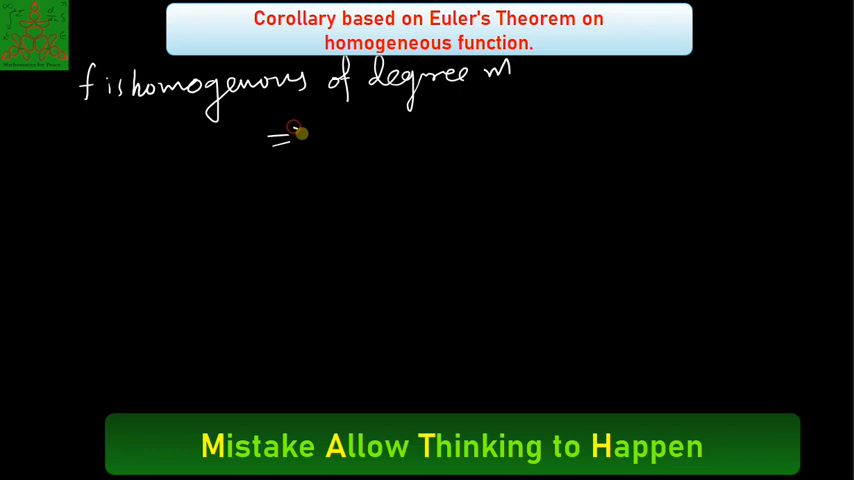 Corollary based on Euler's Theorem on
homogeneous function.
f is homogenous of degree n
=
Mistake Allow Thinking to Happen